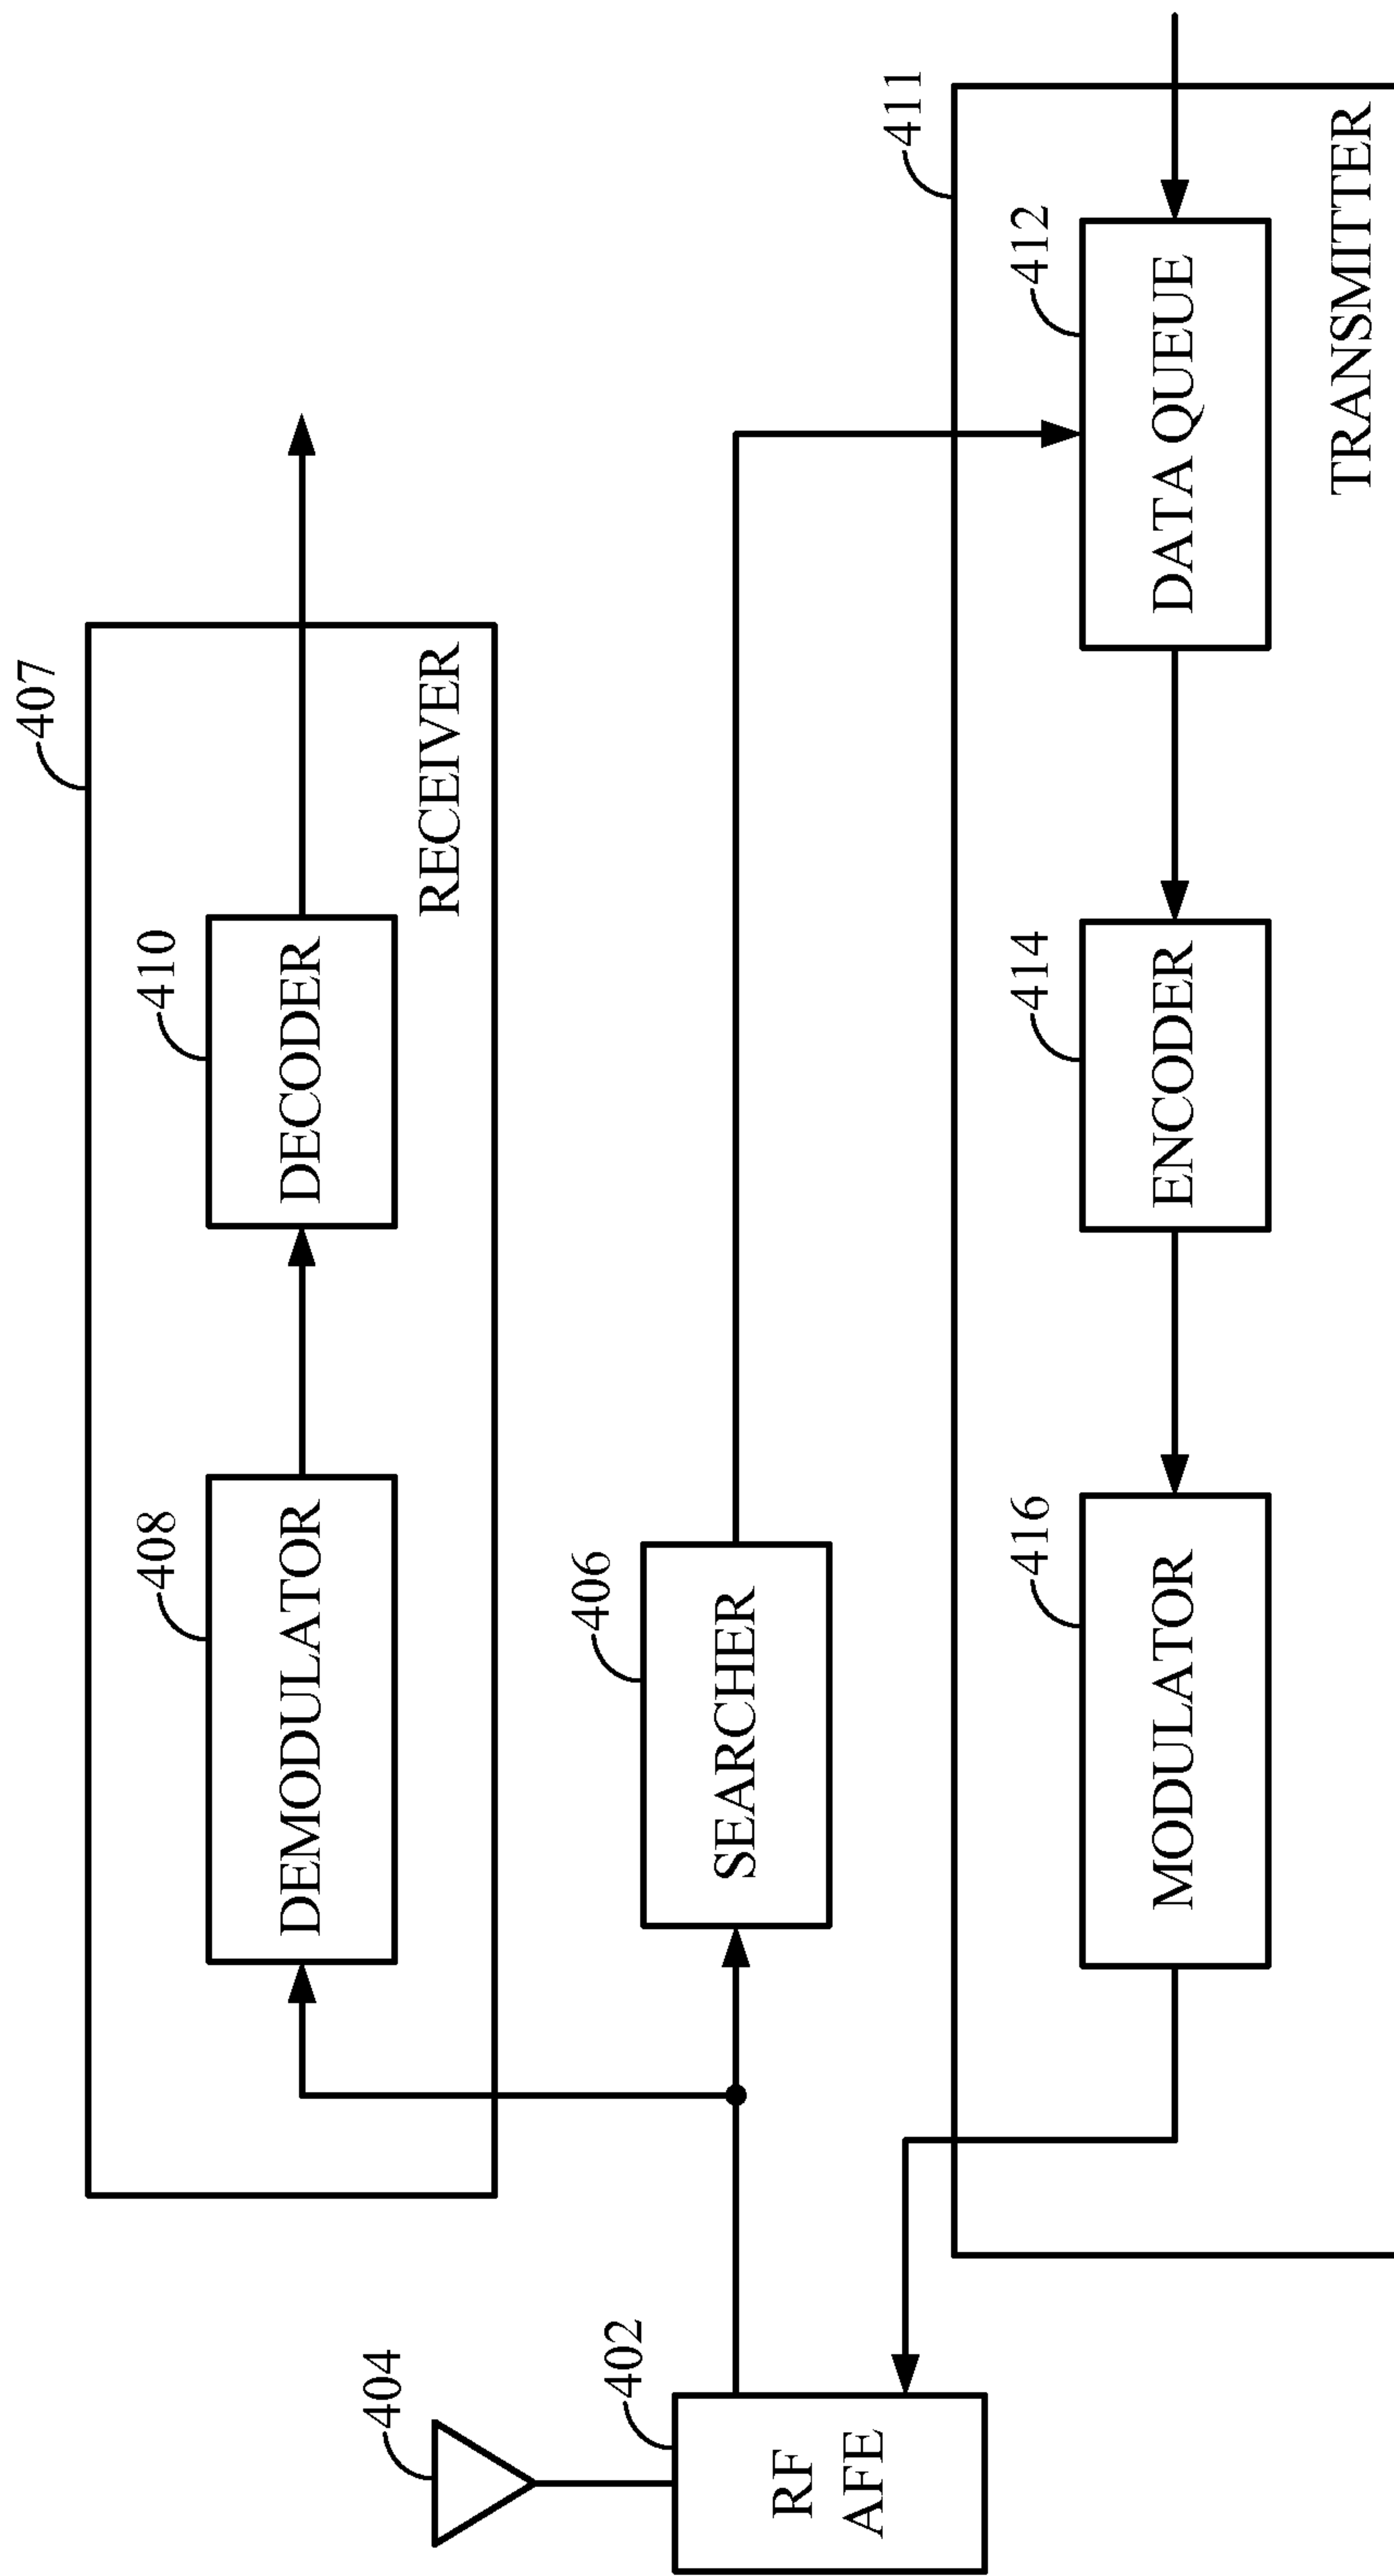 407
408
410
DEMODULATOR
DECODER
RECEIVER
404
402
RF
AFE
406
SEARCHER
411
416
414
412
MODULATOR
ENCODER
DATA QUEUE
TRANSMITTER